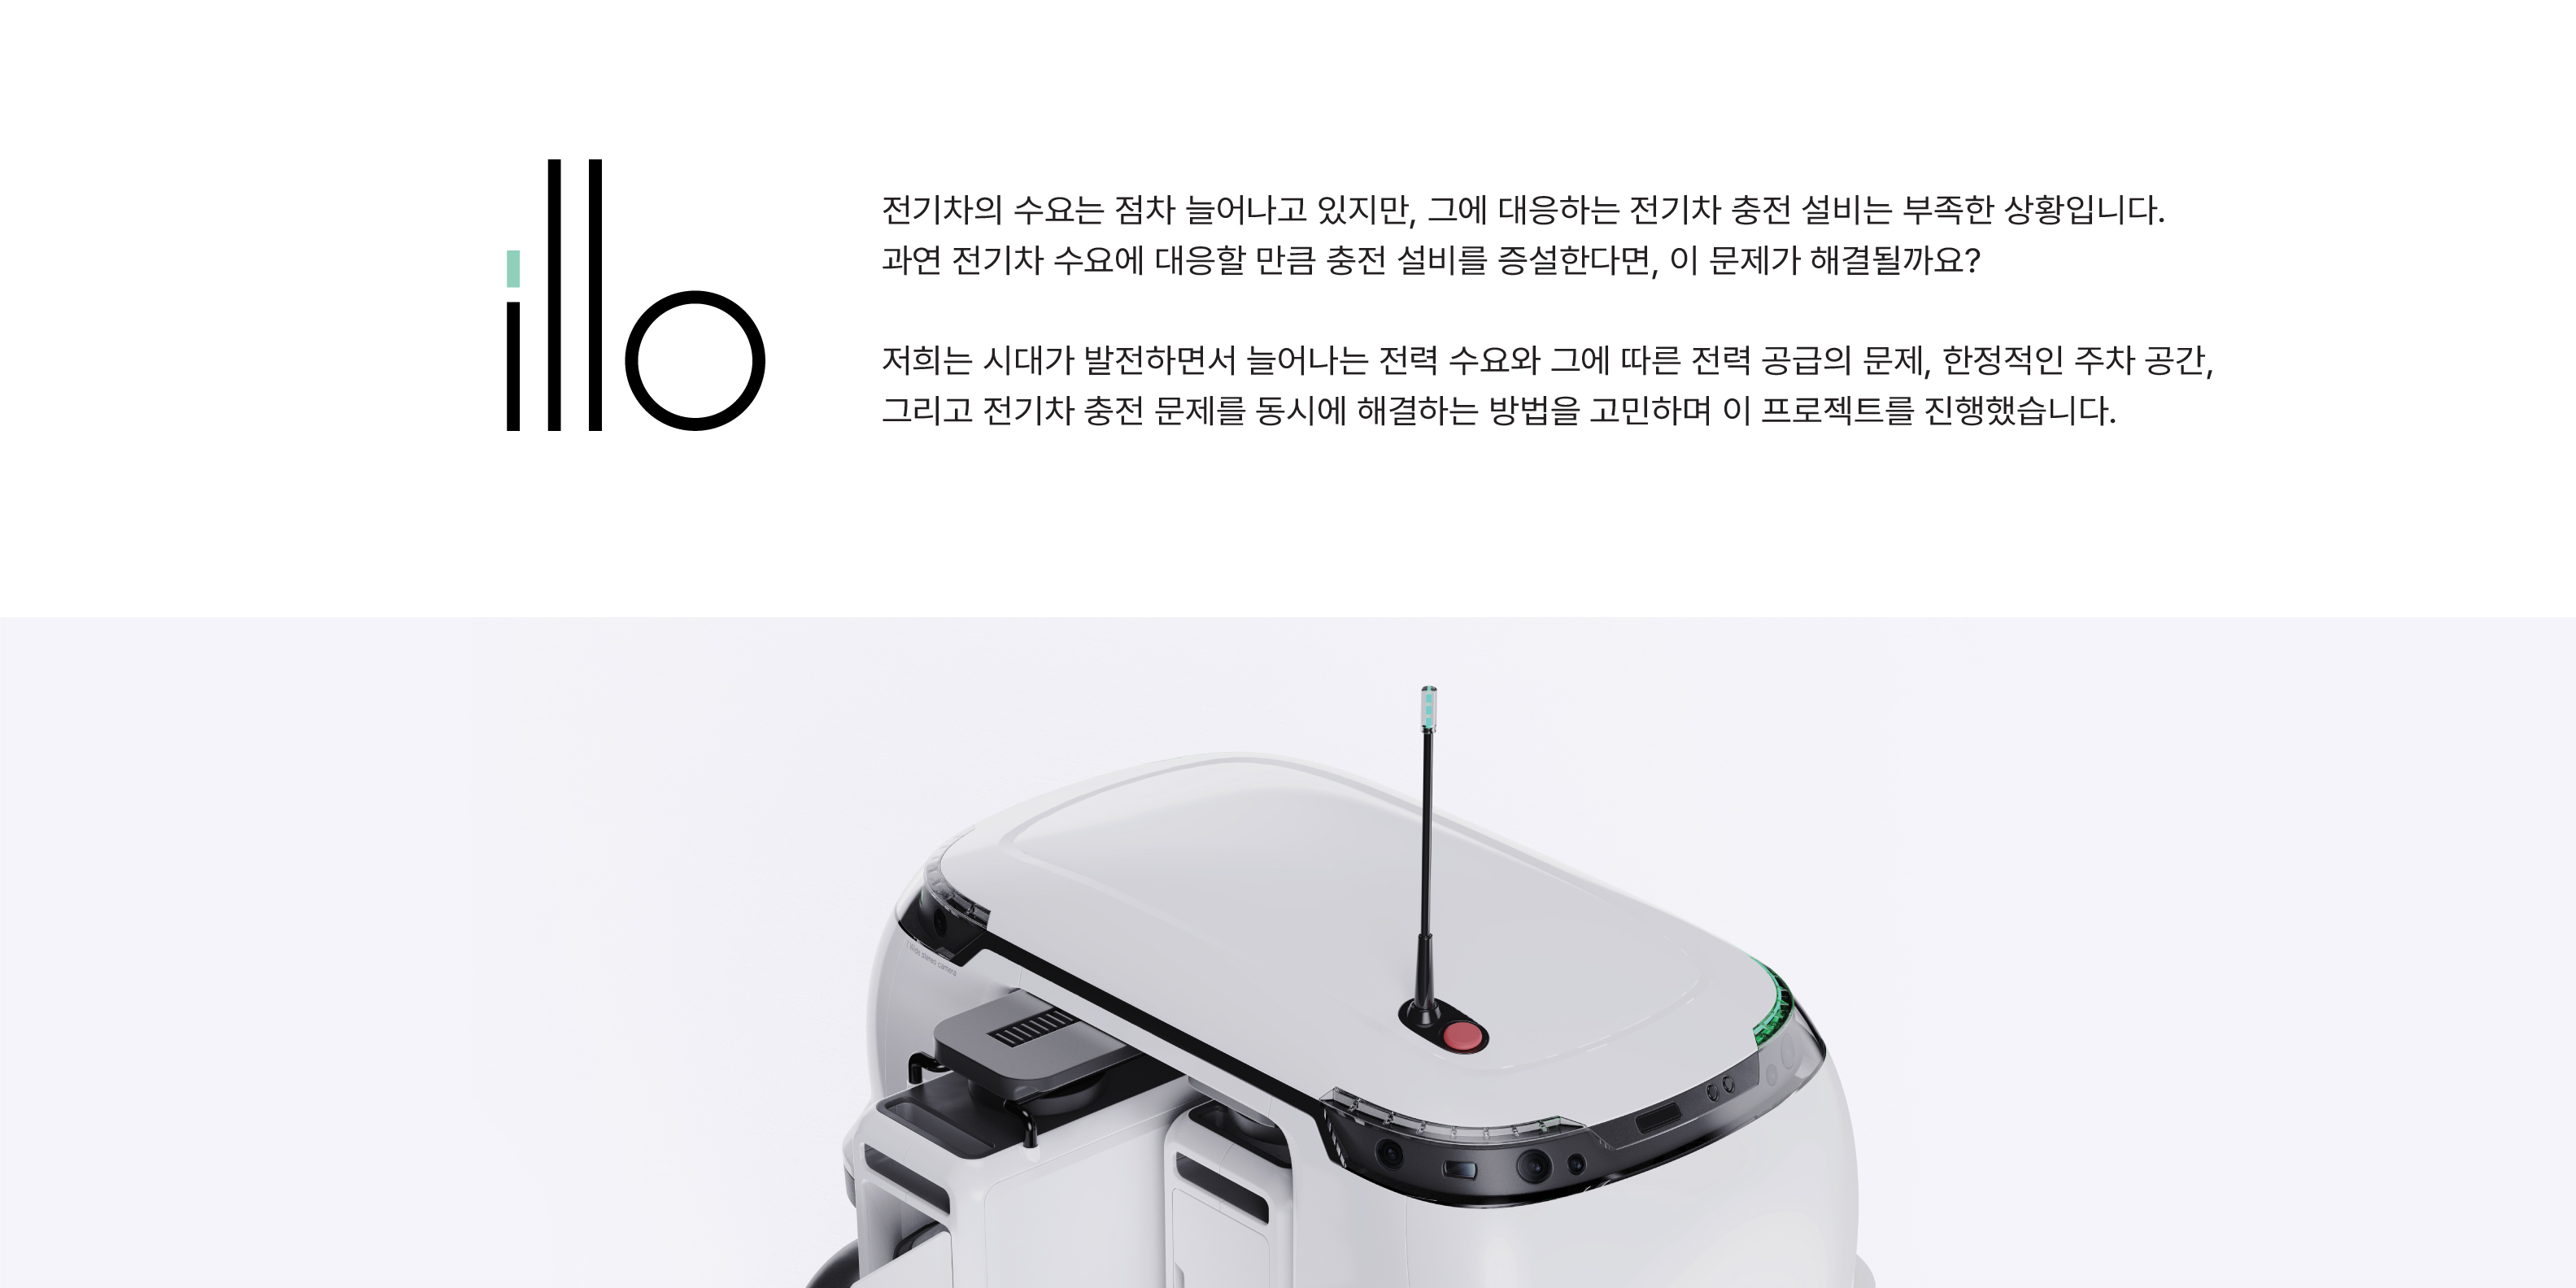 illo
전기차의 수요는 점차 늘어나고 있지만, 그에 대응하는 전기차 충전 설비는 부족한 상황입니다.
과연 전기차 수요에 대응할 만큼 충전 설비를 증설한다면, 이 문제가 해결될까요?
저희는 시대가 발전하면서 늘어나는 전력 수요와 그에 따른 전력 공급의 문제, 한정적인 주차 공간,
그리고 전기차 충전 문제를 동시에 해결하는 방법을 고민하며 이 프로젝트를 진행했습니다.
stereo camera